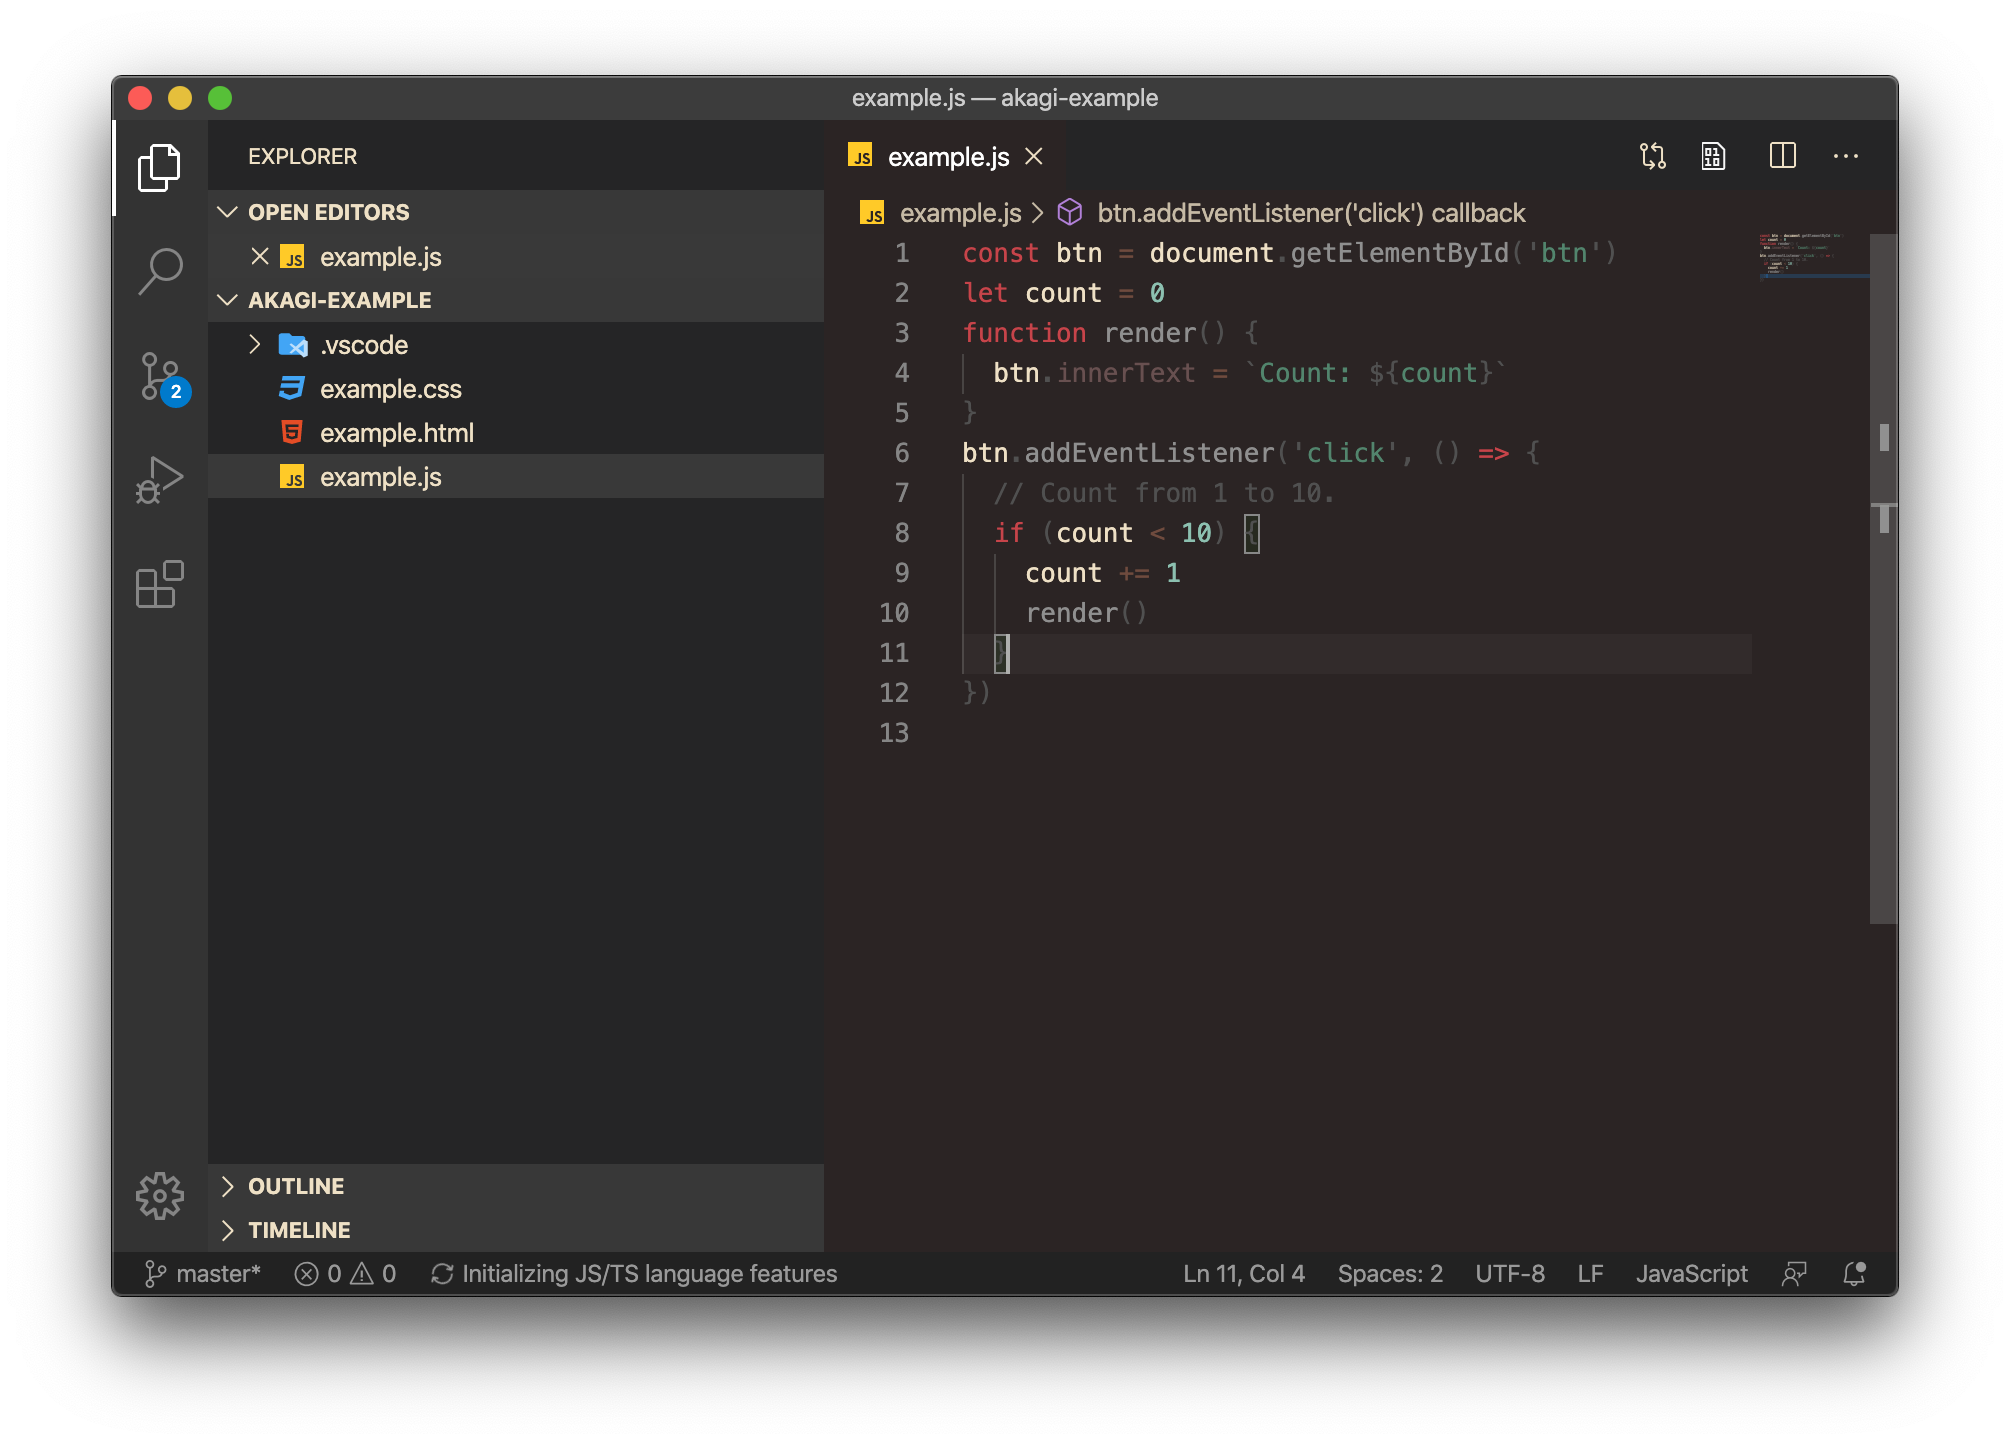 example.js — akagi-example
EXPLORER
OPEN EDITORS
JS example.js
AKAGI-EXAMPLE
.vscode
example.css
example.html
JS example.js
OUTLINE
TIMELINE
2
JS example.js
JS example.js > btn.addEventListener('click') callback
1 const btn = document.getElementById('btn')
2 let count = 0
3 function render() {
4   btn.innerText = `Count: ${count}`
5 }
6 btn.addEventListener('click', () => {
7   // Count from 1 to 10.
8   if (count < 10) {
9     count += 1
10     render()
11   }
12 })
13
master* 0 0 Initializing JS/TS language features Ln 11, Col 4 Spaces: 2 UTF-8 LF JavaScript